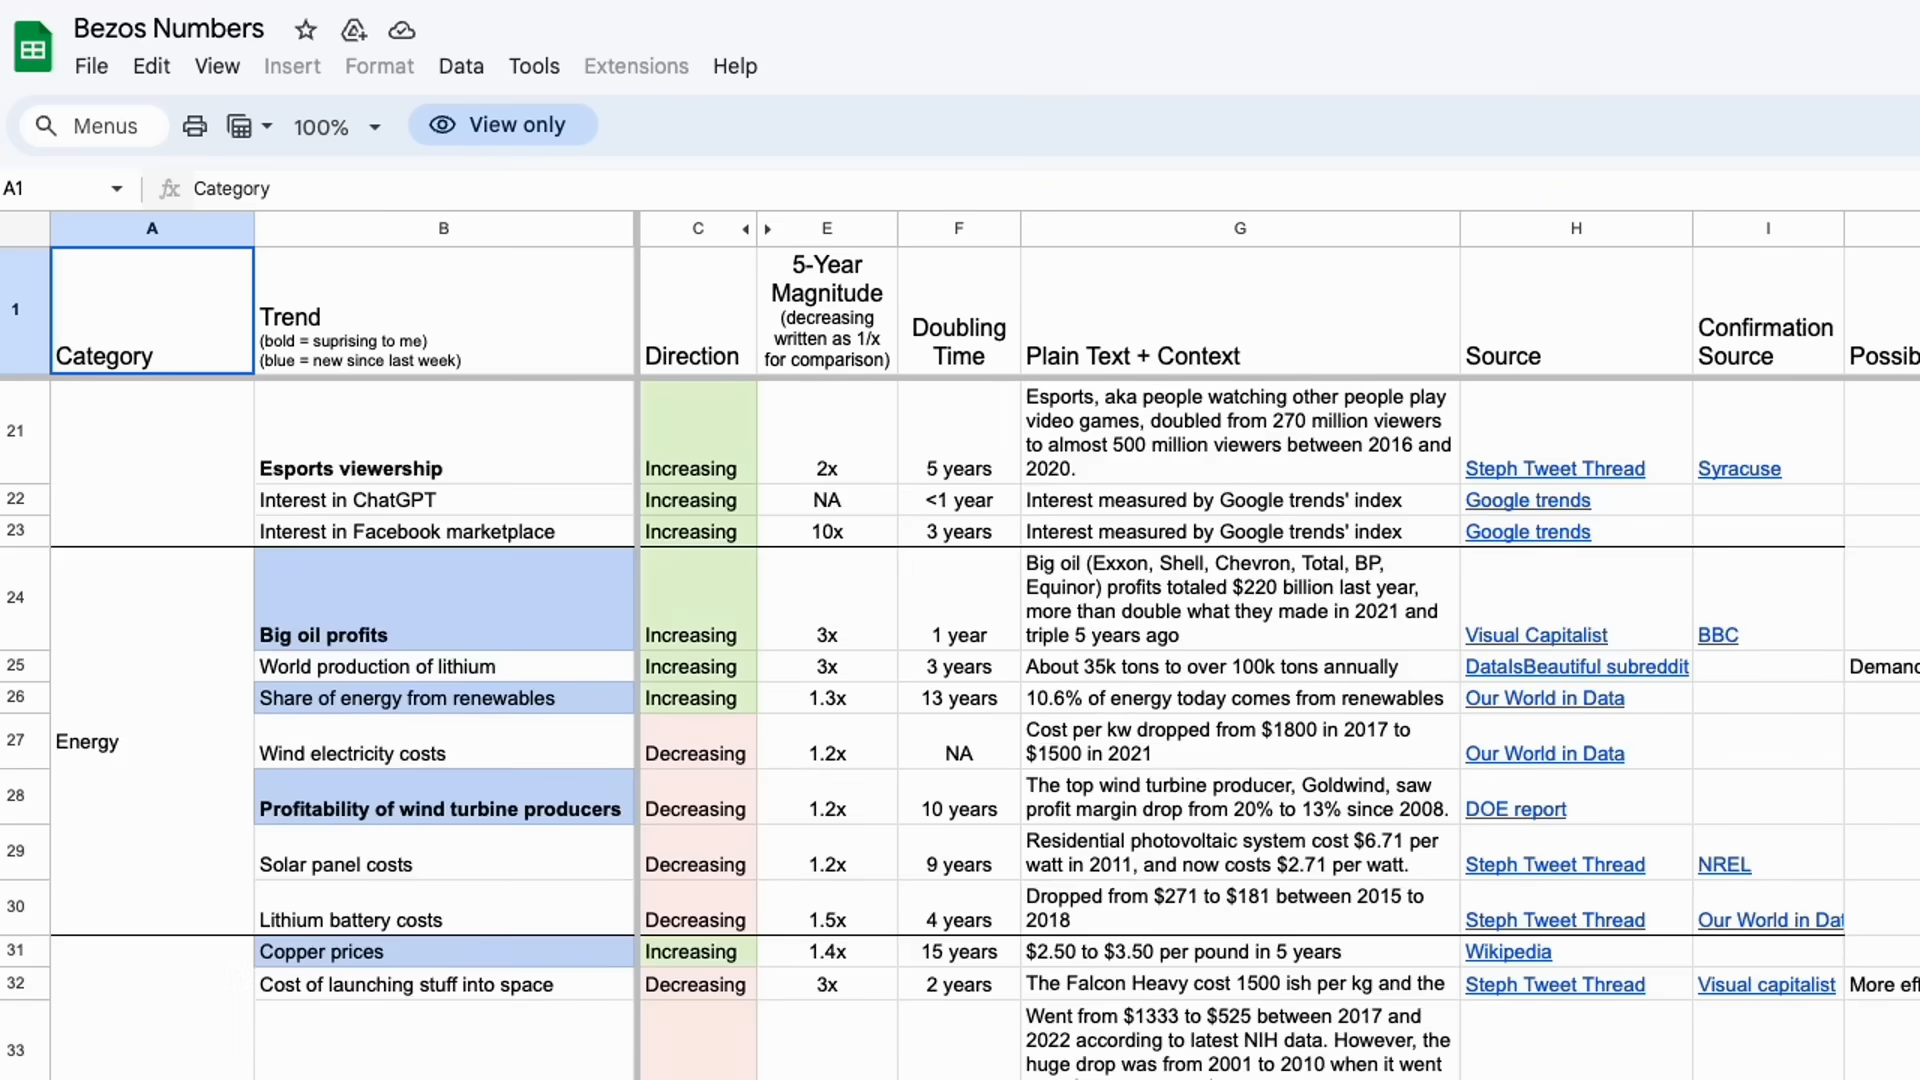 Bezos Numbers
File Edit View Insert Format Data Tools Extensions Help
Menus 100% View only
A1 fx Category
A B C E F G H I
1
Category
Trend
(bold = suprising to me)
(blue = new since last week)
Direction
5-Year
Magnitude
(decreasing
written as 1/x
for comparison)
Doubling
Time
Plain Text + Context
Source
Confirmation
Source
Possib
21
Esports viewership
Increasing
2x
5 years
Esports, aka people watching other people play
video games, doubled from 270 million viewers
to almost 500 million viewers between 2016 and
2020.
Steph Tweet Thread
Syracuse
22 Interest in ChatGPT Increasing NA <1 year Interest measured by Google trends' index Google trends
23 Interest in Facebook marketplace Increasing 10x 3 years Interest measured by Google trends' index Google trends
Energy
24
Big oil profits
Increasing
3x
1 year
Big oil (Exxon, Shell, Chevron, Total, BP,
Equinor) profits totaled $220 billion last year,
more than double what they made in 2021 and
triple 5 years ago
Visual Capitalist
BBC
25 World production of lithium Increasing 3x 3 years About 35k tons to over 100k tons annually DataIsBeautiful subreddit Demanc
26 Share of energy from renewables Increasing 1.3x 13 years 10.6% of energy today comes from renewables Our World in Data
27
Wind electricity costs
Decreasing
1.2x
NA
Cost per kw dropped from $1800 in 2017 to
$1500 in 2021
Our World in Data
28
Profitability of wind turbine producers
Decreasing
1.2x
10 years
The top wind turbine producer, Goldwind, saw
profit margin drop from 20% to 13% since 2008.
DOE report
29
Solar panel costs
Decreasing
1.2x
9 years
Residential photovoltaic system cost $6.71 per
watt in 2011, and now costs $2.71 per watt.
Steph Tweet Thread
NREL
30
Lithium battery costs
Decreasing
1.5x
4 years
Dropped from $271 to $181 between 2015 to
2018
Steph Tweet Thread
Our World in Dat
31 Copper prices Increasing 1.4x 15 years $2.50 to $3.50 per pound in 5 years Wikipedia
32 Cost of launching stuff into space Decreasing 3x 2 years The Falcon Heavy cost 1500 ish per kg and the Steph Tweet Thread Visual capitalist More eff
33
Went from $1333 to $525 between 2017 and
2022 according to latest NIH data. However, the
huge drop was from 2001 to 2010 when it went